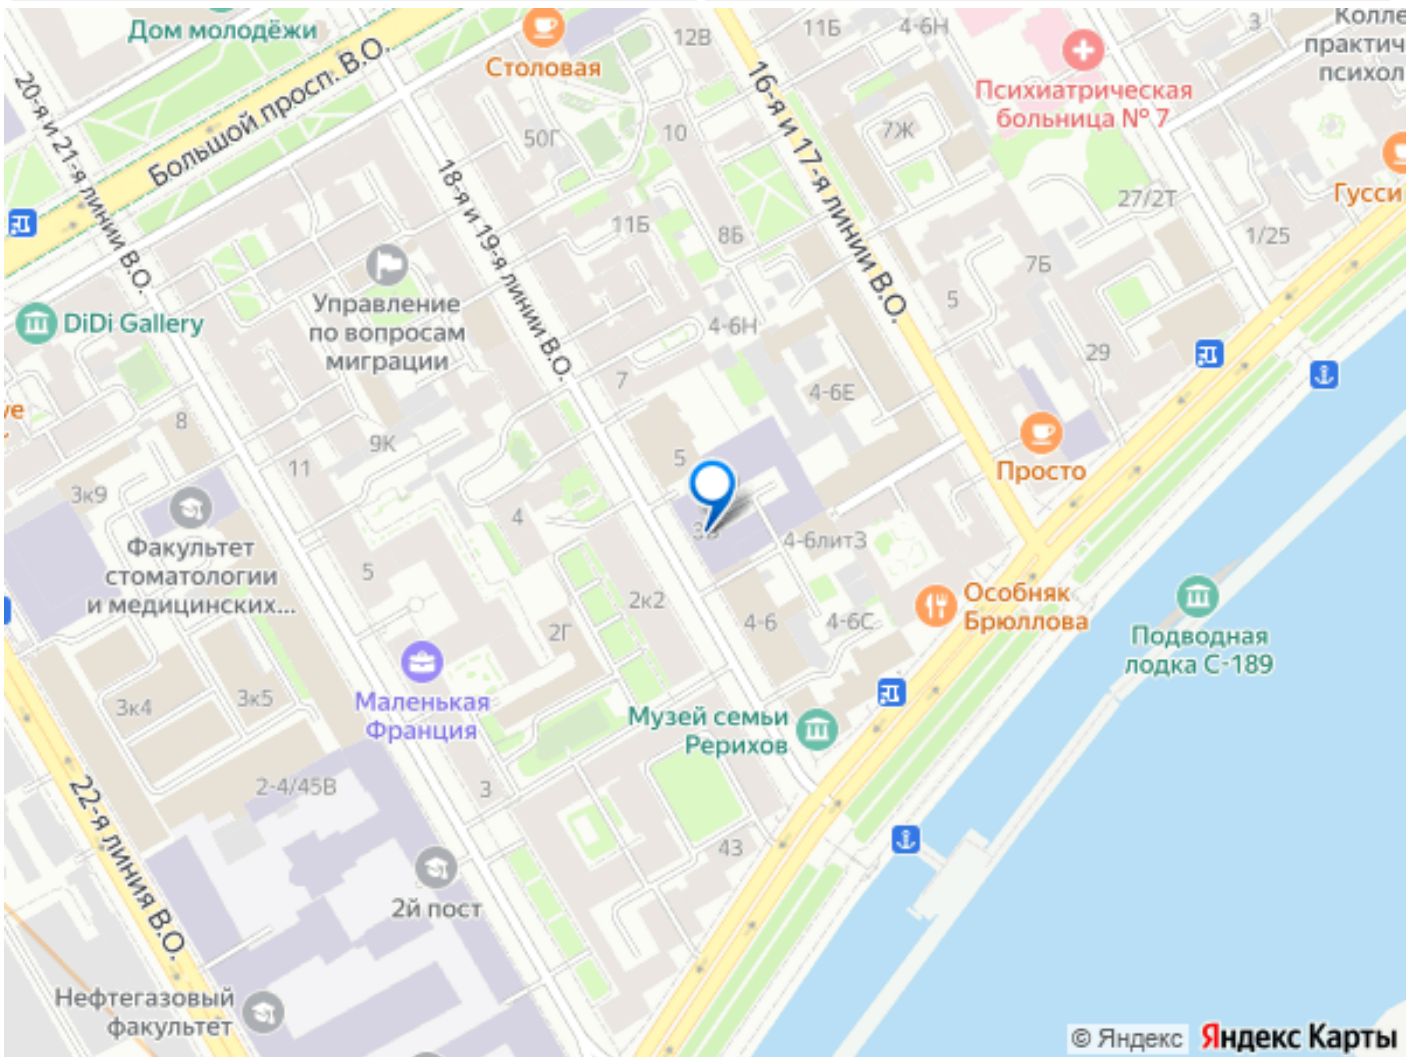 Дом молодёжи
Столовая
12В
11Б
4-6Н
3
Колле
практич
психол
Психиатрическая
больница № 7
20-я и 21-я линии В.О.
Большой просп. В.О.
16-я и 17-я линии В.О.
50Г
10
7Ж
Гусси
18-я и 19-я линии В.О.
27/2Т
11Б
8Б
1/25
7Б
Управление
по вопросам
миграции
DiDi Gallery
5
4-6Н
29
7
4-6Е
8
9К
11
5
Просто
3к9
4
Факультет
стоматологии
и медицинских...
4-6литЗ
5
2к2
4-6
4-6С
Особняк
Брюллова
2Г
Подводная
лодка С-189
3к4
3к5
Маленькая
Франция
Музей семьи
Рерихов
2-4/45В
3
22-я линия В.О.
43
2й пост
Нефтегазовый
факультет
© Яндекс Яндекс Карты